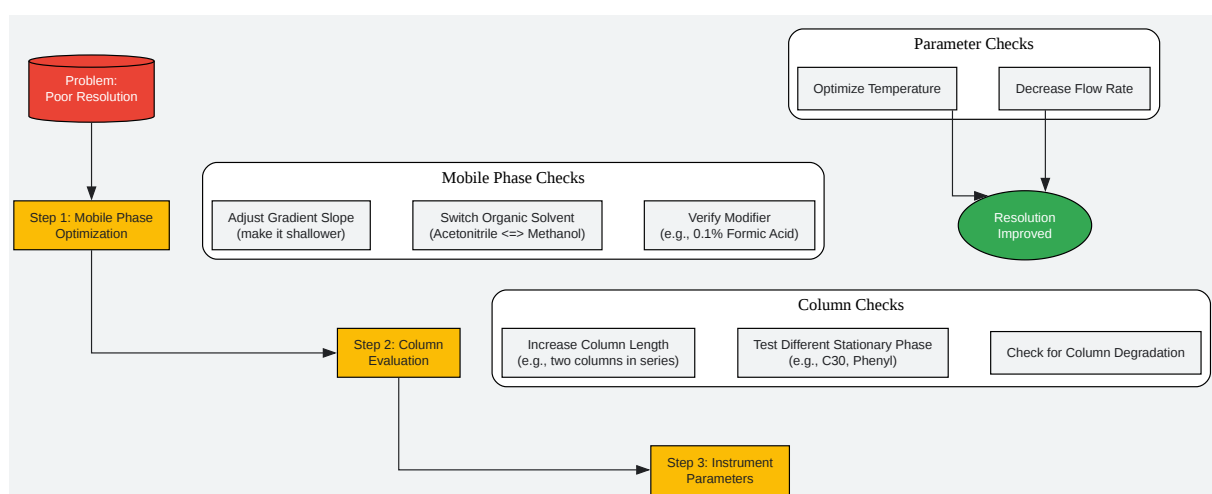 Parameter Checks
Problem:
Poor Resolution
Optimize Temperature
Decrease Flow Rate
Mobile Phase Checks
Step 1: Mobile Phase
Optimization
Adjust Gradient Slope
(make it shallower)
Switch Organic Solvent
(Acetonitrile <=> Methanol)
Verify Modifier
(e.g., 0.1% Formic Acid)
Resolution
Improved
Column Checks
Step 2: Column
Evaluation
Increase Column Length
(e.g., two columns in series)
Test Different Stationary Phase
(e.g., C30, Phenyl)
Check for Column Degradation
Step 3: Instrument
Parameters